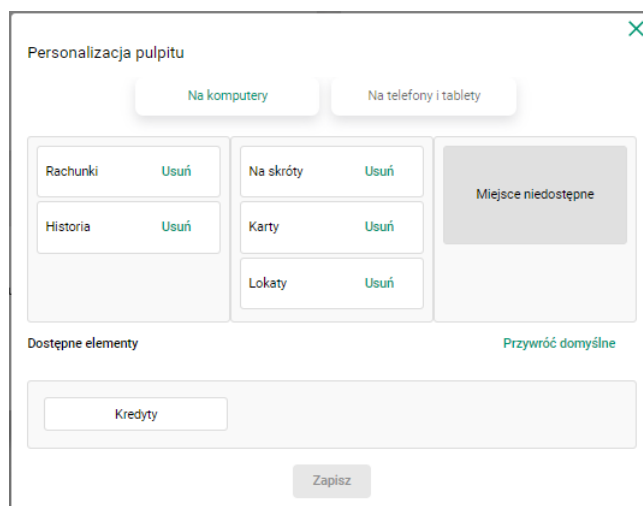 Personalizacja pulpitu
Na komputery
Na telefony i tablety
Rachunki Usuń
Historia Usuń
Na skróty Usuń
Karty Usuń
Lokaty Usuń
Miejsce niedostępne
Dostępne elementy
Przywróć domyślne
Kredyty
Zapisz